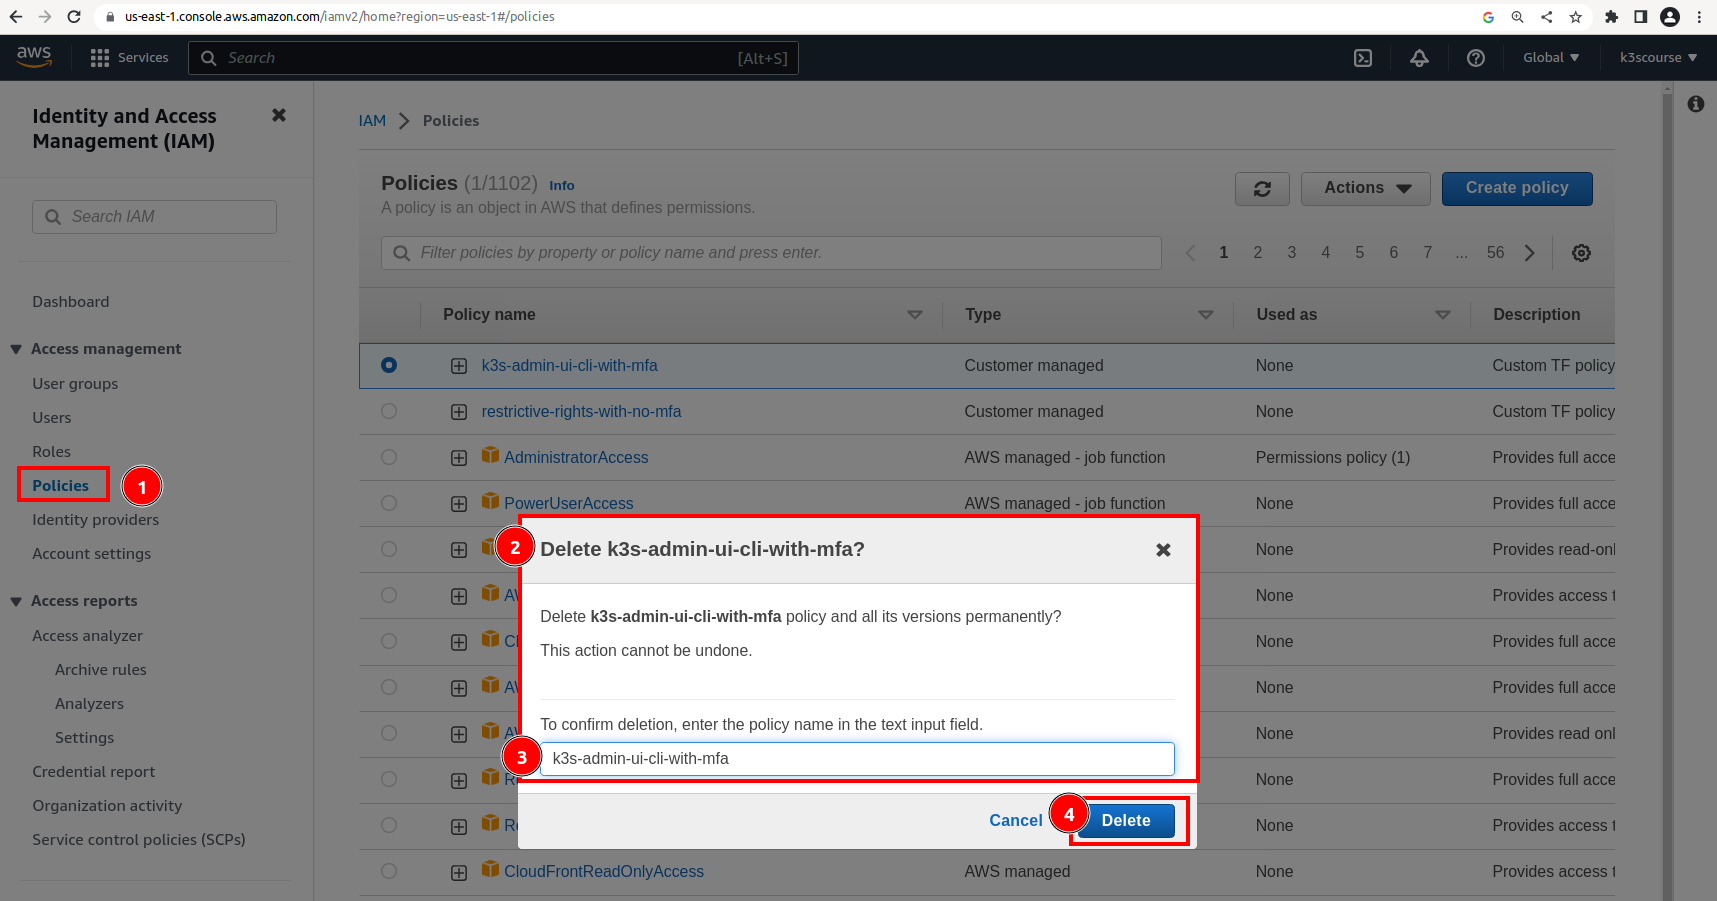 us-east-1.console.aws.amazon.com/iamv2/home?region=us-east-1#/policies
aws
Services
Search
[Alt+S]
Global
k3scourse
Identity and Access
Management (IAM)
Search IAM
Dashboard
Access management
User groups
Users
Roles
Policies
1
Identity providers
Account settings
Access reports
Access analyzer
Archive rules
Analyzers
Settings
Credential report
Organization activity
Service control policies (SCPs)
IAM
Policies
Policies (1/1102) Info
A policy is an object in AWS that defines permissions.
Actions
Create policy
Filter policies by property or policy name and press enter.
1 2 3 4 5 6 7 ... 56
Policy name Type Used as Description
k3s-admin-ui-cli-with-mfa Customer managed None Custom TF policy
restrictive-rights-with-no-mfa Customer managed None Custom TF policy
AdministratorAccess AWS managed - job function Permissions policy (1) Provides full acce
PowerUserAccess AWS managed - job function None Provides full acce
None Provides read-onl
None Provides access t
None Provides full acce
None Provides full acce
None Provides read onl
None Provides full acce
None Provides access t
CloudFrontReadOnlyAccess AWS managed None Provides access t
2
Delete k3s-admin-ui-cli-with-mfa?
Delete k3s-admin-ui-cli-with-mfa policy and all its versions permanently?
This action cannot be undone.
To confirm deletion, enter the policy name in the text input field.
3
k3s-admin-ui-cli-with-mfa
Cancel
4
Delete